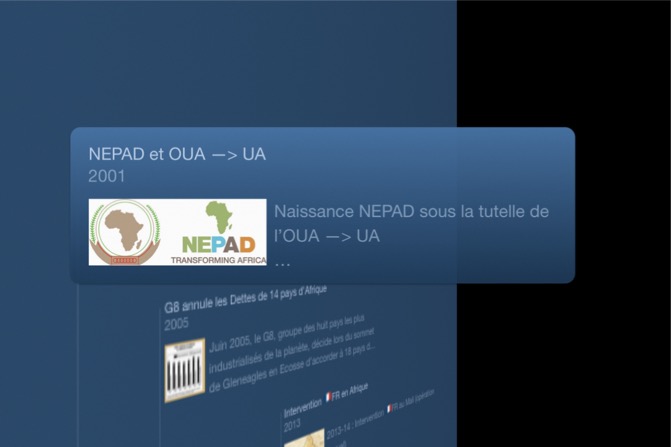 NEPAD et OUA —> UA
2001
Naissance NEPAD sous la tutelle de
l'OUA —> UA
...
NEPAD
TRANSFORMING AFRICA
G8 annule les Dettes de 14 pays d'Afrique
2005
Juin 2005, le G8, groupe des huit pays les plus
industrialisés de la planète, décide lors du sommet
de Gleneagles en Ecosse d'accorder à 18 pays d...
Intervention 🇫🇷FR en Afrique
2013
2013-14 : Intervention 🇫🇷FR au Mali (opération